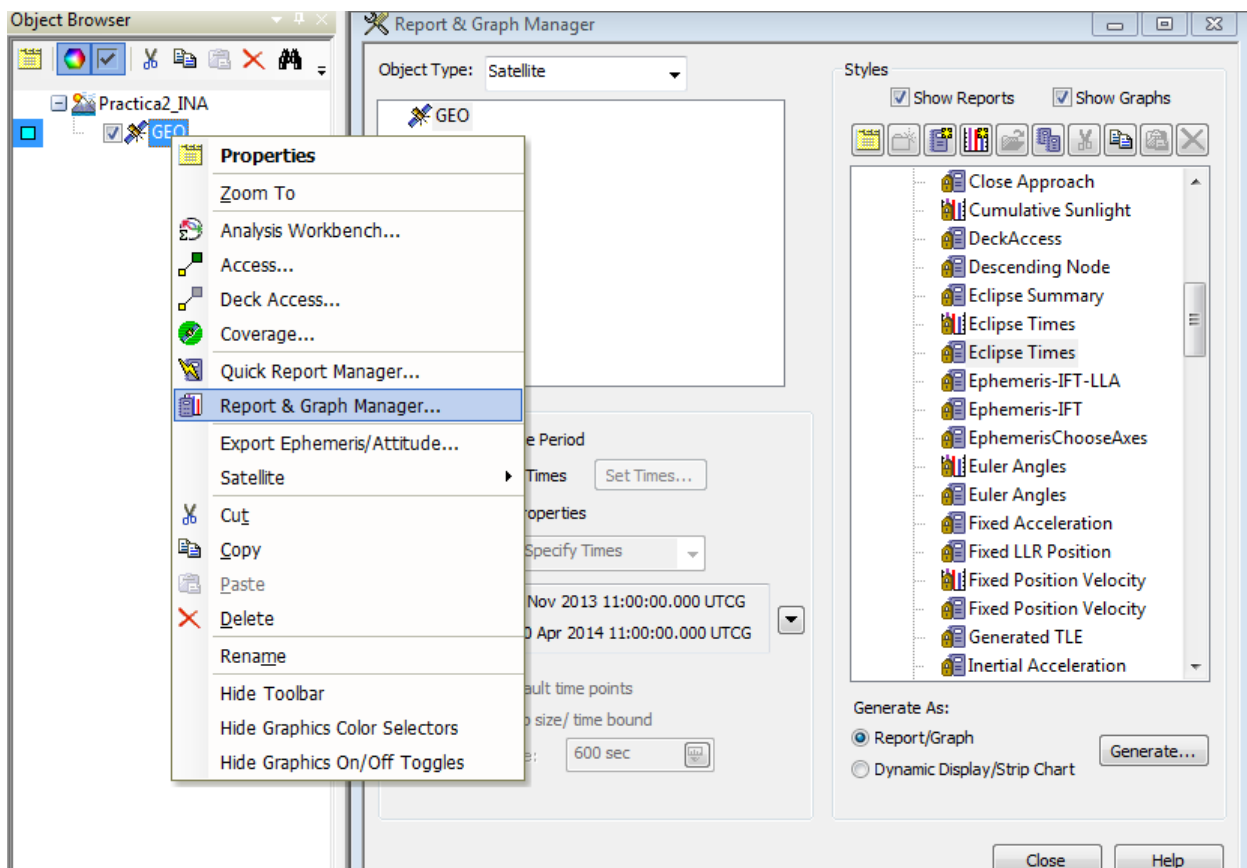 Object Browser
Practica2_INA
GEO
Properties
Zoom To
Analysis Workbench...
Access...
Deck Access...
Coverage...
Quick Report Manager...
Report & Graph Manager...
Export Ephemeris/Attitude...
Satellite
Cut
Copy
Paste
Delete
Rename
Hide Toolbar
Hide Graphics Color Selectors
Hide Graphics On/Off Toggles
Report & Graph Manager
Object Type: Satellite
GEO
Period
Times Set Times...
Specify Times
Nov 2013 11:00:00.000 UTCG
0 Apr 2014 11:00:00.000 UTCG
time points
size/ time bound
600 sec
Styles
Show Reports Show Graphs
Close Approach
Cumulative Sunlight
DeckAccess
Descending Node
Eclipse Summary
Eclipse Times
Eclipse Times
Ephemeris-IFT-LLA
Ephemeris-IFT
EphemerisChooseAxes
Euler Angles
Euler Angles
Fixed Acceleration
Fixed LLR Position
Fixed Position Velocity
Fixed Position Velocity
Generated TLE
Inertial Acceleration
Generate As:
Report/Graph
Generate...
Dynamic Display/Strip Chart
Close Help